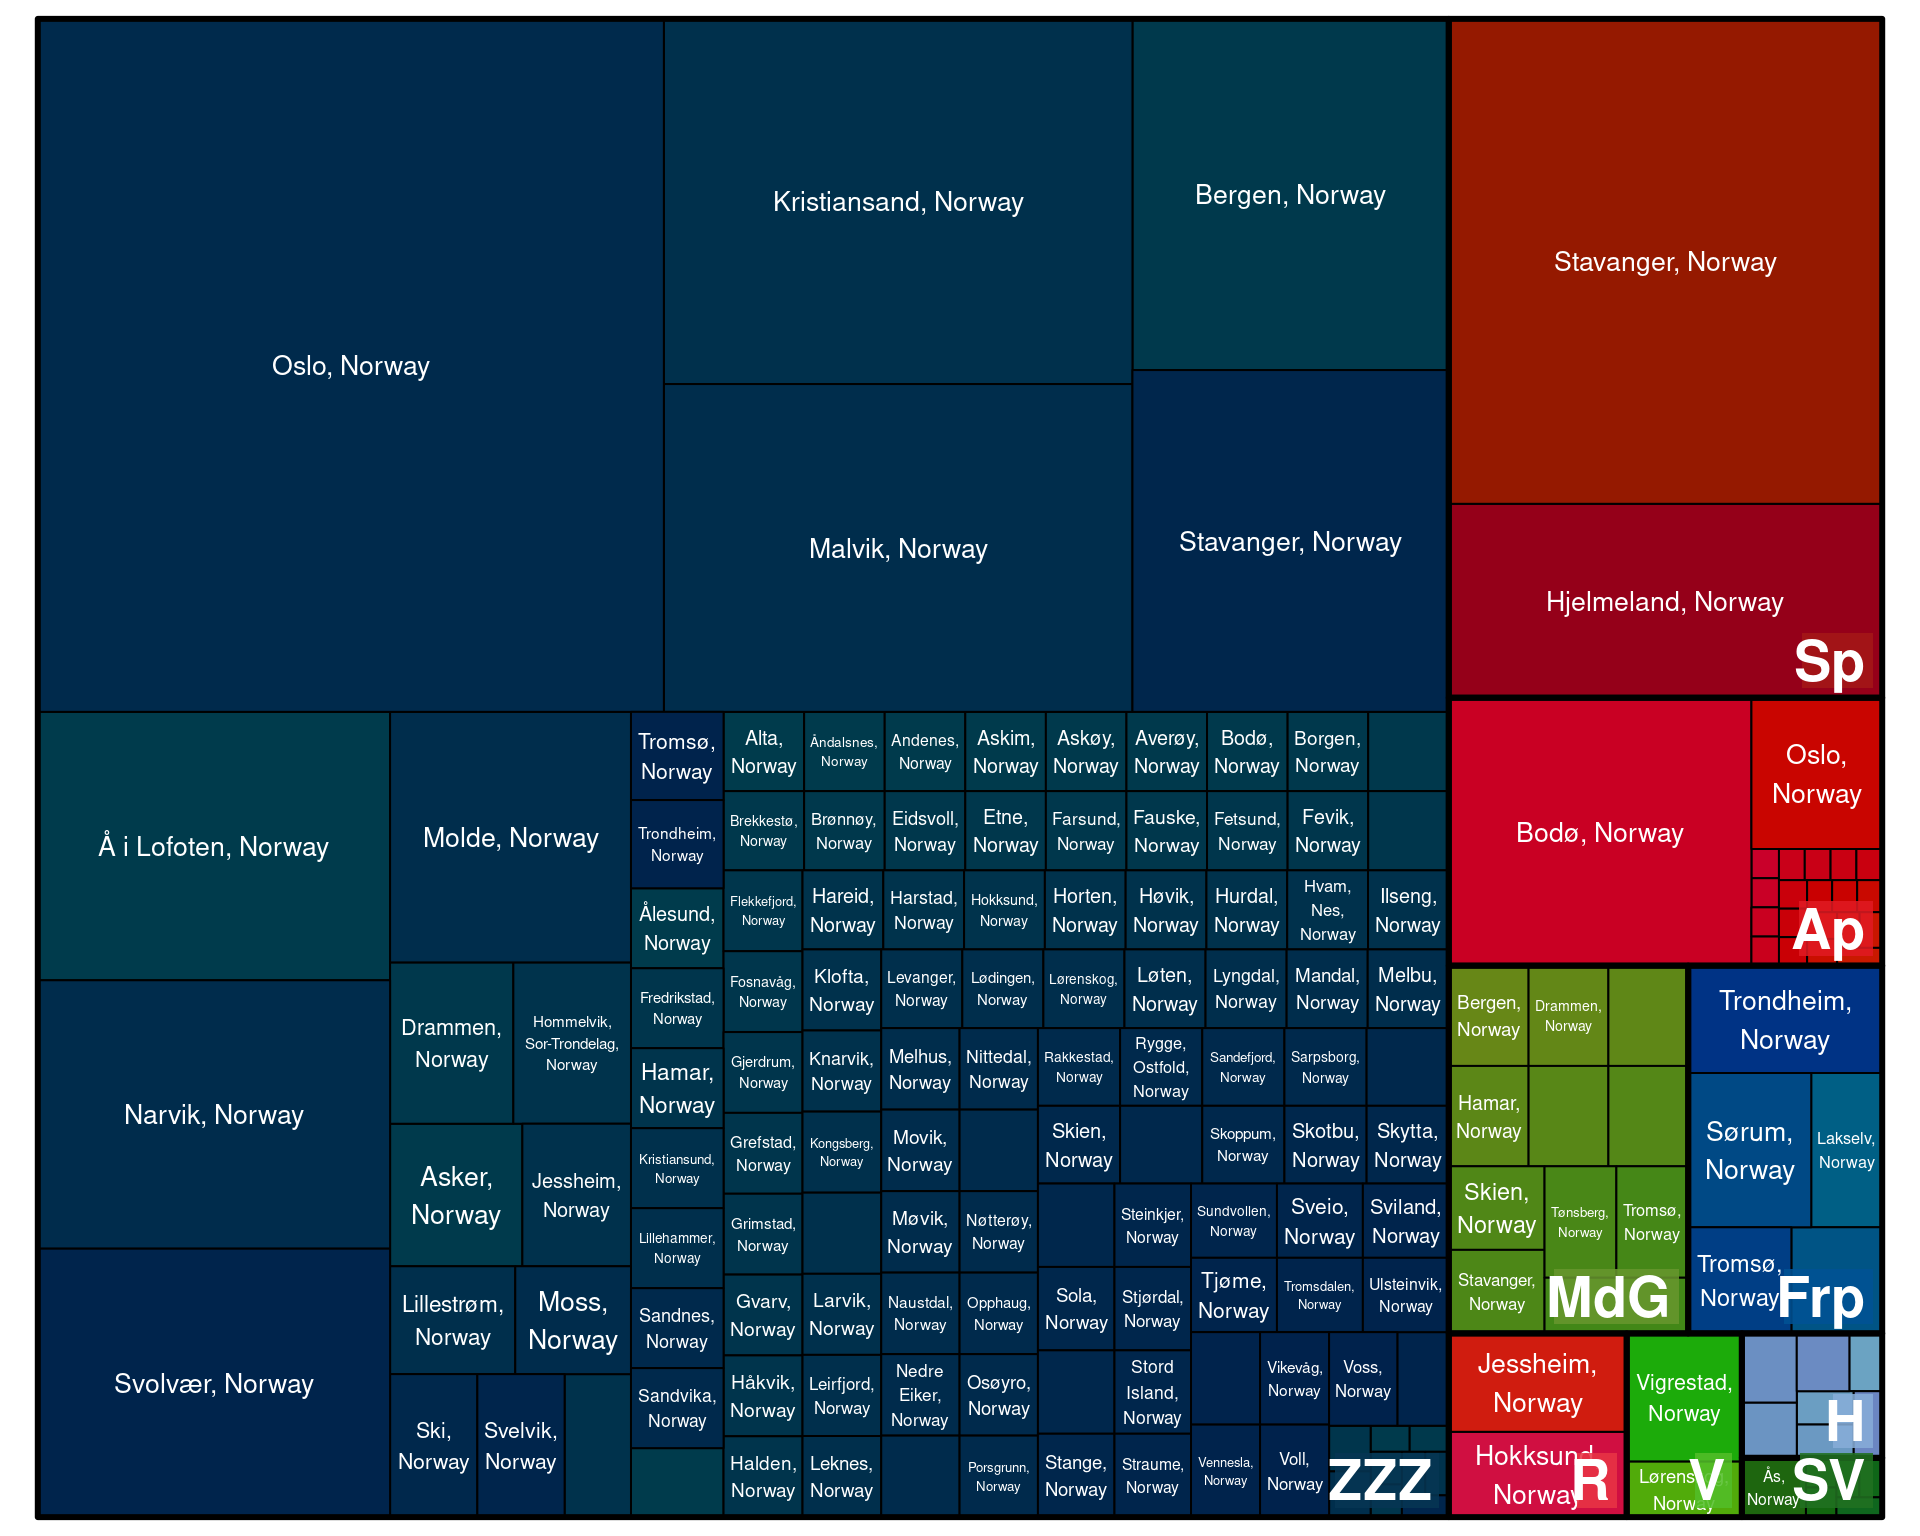 Oslo, Norway
Kristiansand, Norway
Bergen, Norway
Malvik, Norway
Stavanger, Norway
Å i Lofoten, Norway
Narvik, Norway
Svolvær, Norway
Molde, Norway
Drammen,
Norway
Hommelvik,
Sor-Trondelag,
Norway
Asker,
Norway
Jessheim,
Norway
Lillestrøm,
Norway
Moss,
Norway
Ski,
Norway
Svelvik,
Norway
Tromsø,
Norway
Trondheim,
Norway
Ålesund,
Norway
Fredrikstad,
Norway
Hamar,
Norway
Kristiansund,
Norway
Lillehammer,
Norway
Sandnes,
Norway
Sandvika,
Norway
Alta,
Norway
Åndalsnes,
Norway
Andenes,
Norway
Askim,
Norway
Askøy,
Norway
Averøy,
Norway
Bodø,
Norway
Borgen,
Norway
Brekkestø,
Norway
Brønnøy,
Norway
Eidsvoll,
Norway
Etne,
Norway
Farsund,
Norway
Fauske,
Norway
Fetsund,
Norway
Fevik,
Norway
Flekkefjord,
Norway
Hareid,
Norway
Harstad,
Norway
Hokksund,
Norway
Horten,
Norway
Høvik,
Norway
Hurdal,
Norway
Hvam,
Nes,
Norway
Ilseng,
Norway
Fosnavåg,
Norway
Klofta,
Norway
Levanger,
Norway
Lødingen,
Norway
Lørenskog,
Norway
Løten,
Norway
Lyngdal,
Norway
Mandal,
Norway
Melbu,
Norway
Gjerdrum,
Norway
Knarvik,
Norway
Melhus,
Norway
Nittedal,
Norway
Rakkestad,
Norway
Rygge,
Ostfold,
Norway
Sandefjord,
Norway
Sarpsborg,
Norway
Grefstad,
Norway
Kongsberg,
Norway
Movik,
Norway
Skien,
Norway
Skoppum,
Norway
Skotbu,
Norway
Skytta,
Norway
Grimstad,
Norway
Møvik,
Norway
Nøtterøy,
Norway
Steinkjer,
Norway
Sundvollen,
Norway
Sveio,
Norway
Sviland,
Norway
Gvarv,
Norway
Larvik,
Norway
Naustdal,
Norway
Opphaug,
Norway
Sola,
Norway
Stjørdal,
Norway
Tjøme,
Norway
Tromsdalen,
Norway
Ulsteinvik,
Norway
Håkvik,
Norway
Leirfjord,
Norway
Nedre
Eiker,
Norway
Osøyro,
Norway
Stord
Island,
Norway
Vikevåg,
Norway
Voss,
Norway
Halden,
Norway
Leknes,
Norway
Porsgrunn,
Norway
Stange,
Norway
Straume,
Norway
Vennesla,
Norway
Voll,
Norway
ZZZ
Stavanger, Norway
Hjelmeland, Norway
Sp
Bodø, Norway
Oslo,
Norway
Ap
Bergen,
Norway
Drammen,
Norway
Hamar,
Norway
Skien,
Norway
Tønsberg,
Norway
Tromsø,
Norway
Stavanger,
Norway
MdG
Trondheim,
Norway
Sørum,
Norway
Lakselv,
Norway
Tromsø,
Norway
Frp
Jessheim,
Norway
Hokksund,
Norway
R
Vigrestad,
Norway
Norway
V
H
Ås,
Norway
SV